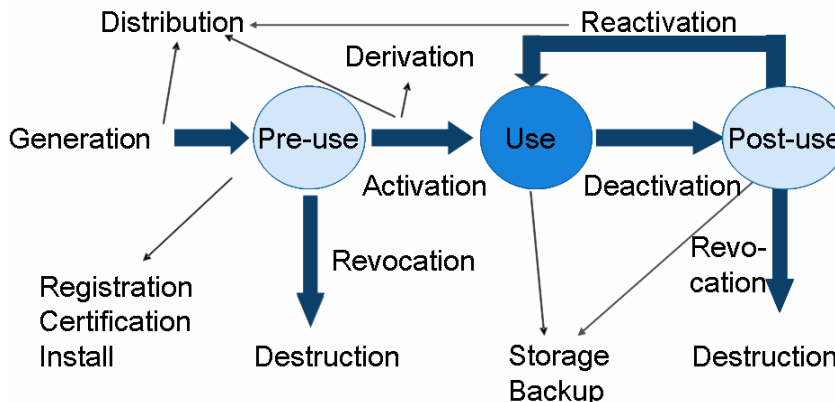 Distribution
Reactivation
Derivation
Generation
Pre-use
Use
Post-use
Activation
Deactivation
Revocation
Revo-
cation
Registration
Certification
Install
Destruction
Storage
Backup
Destruction